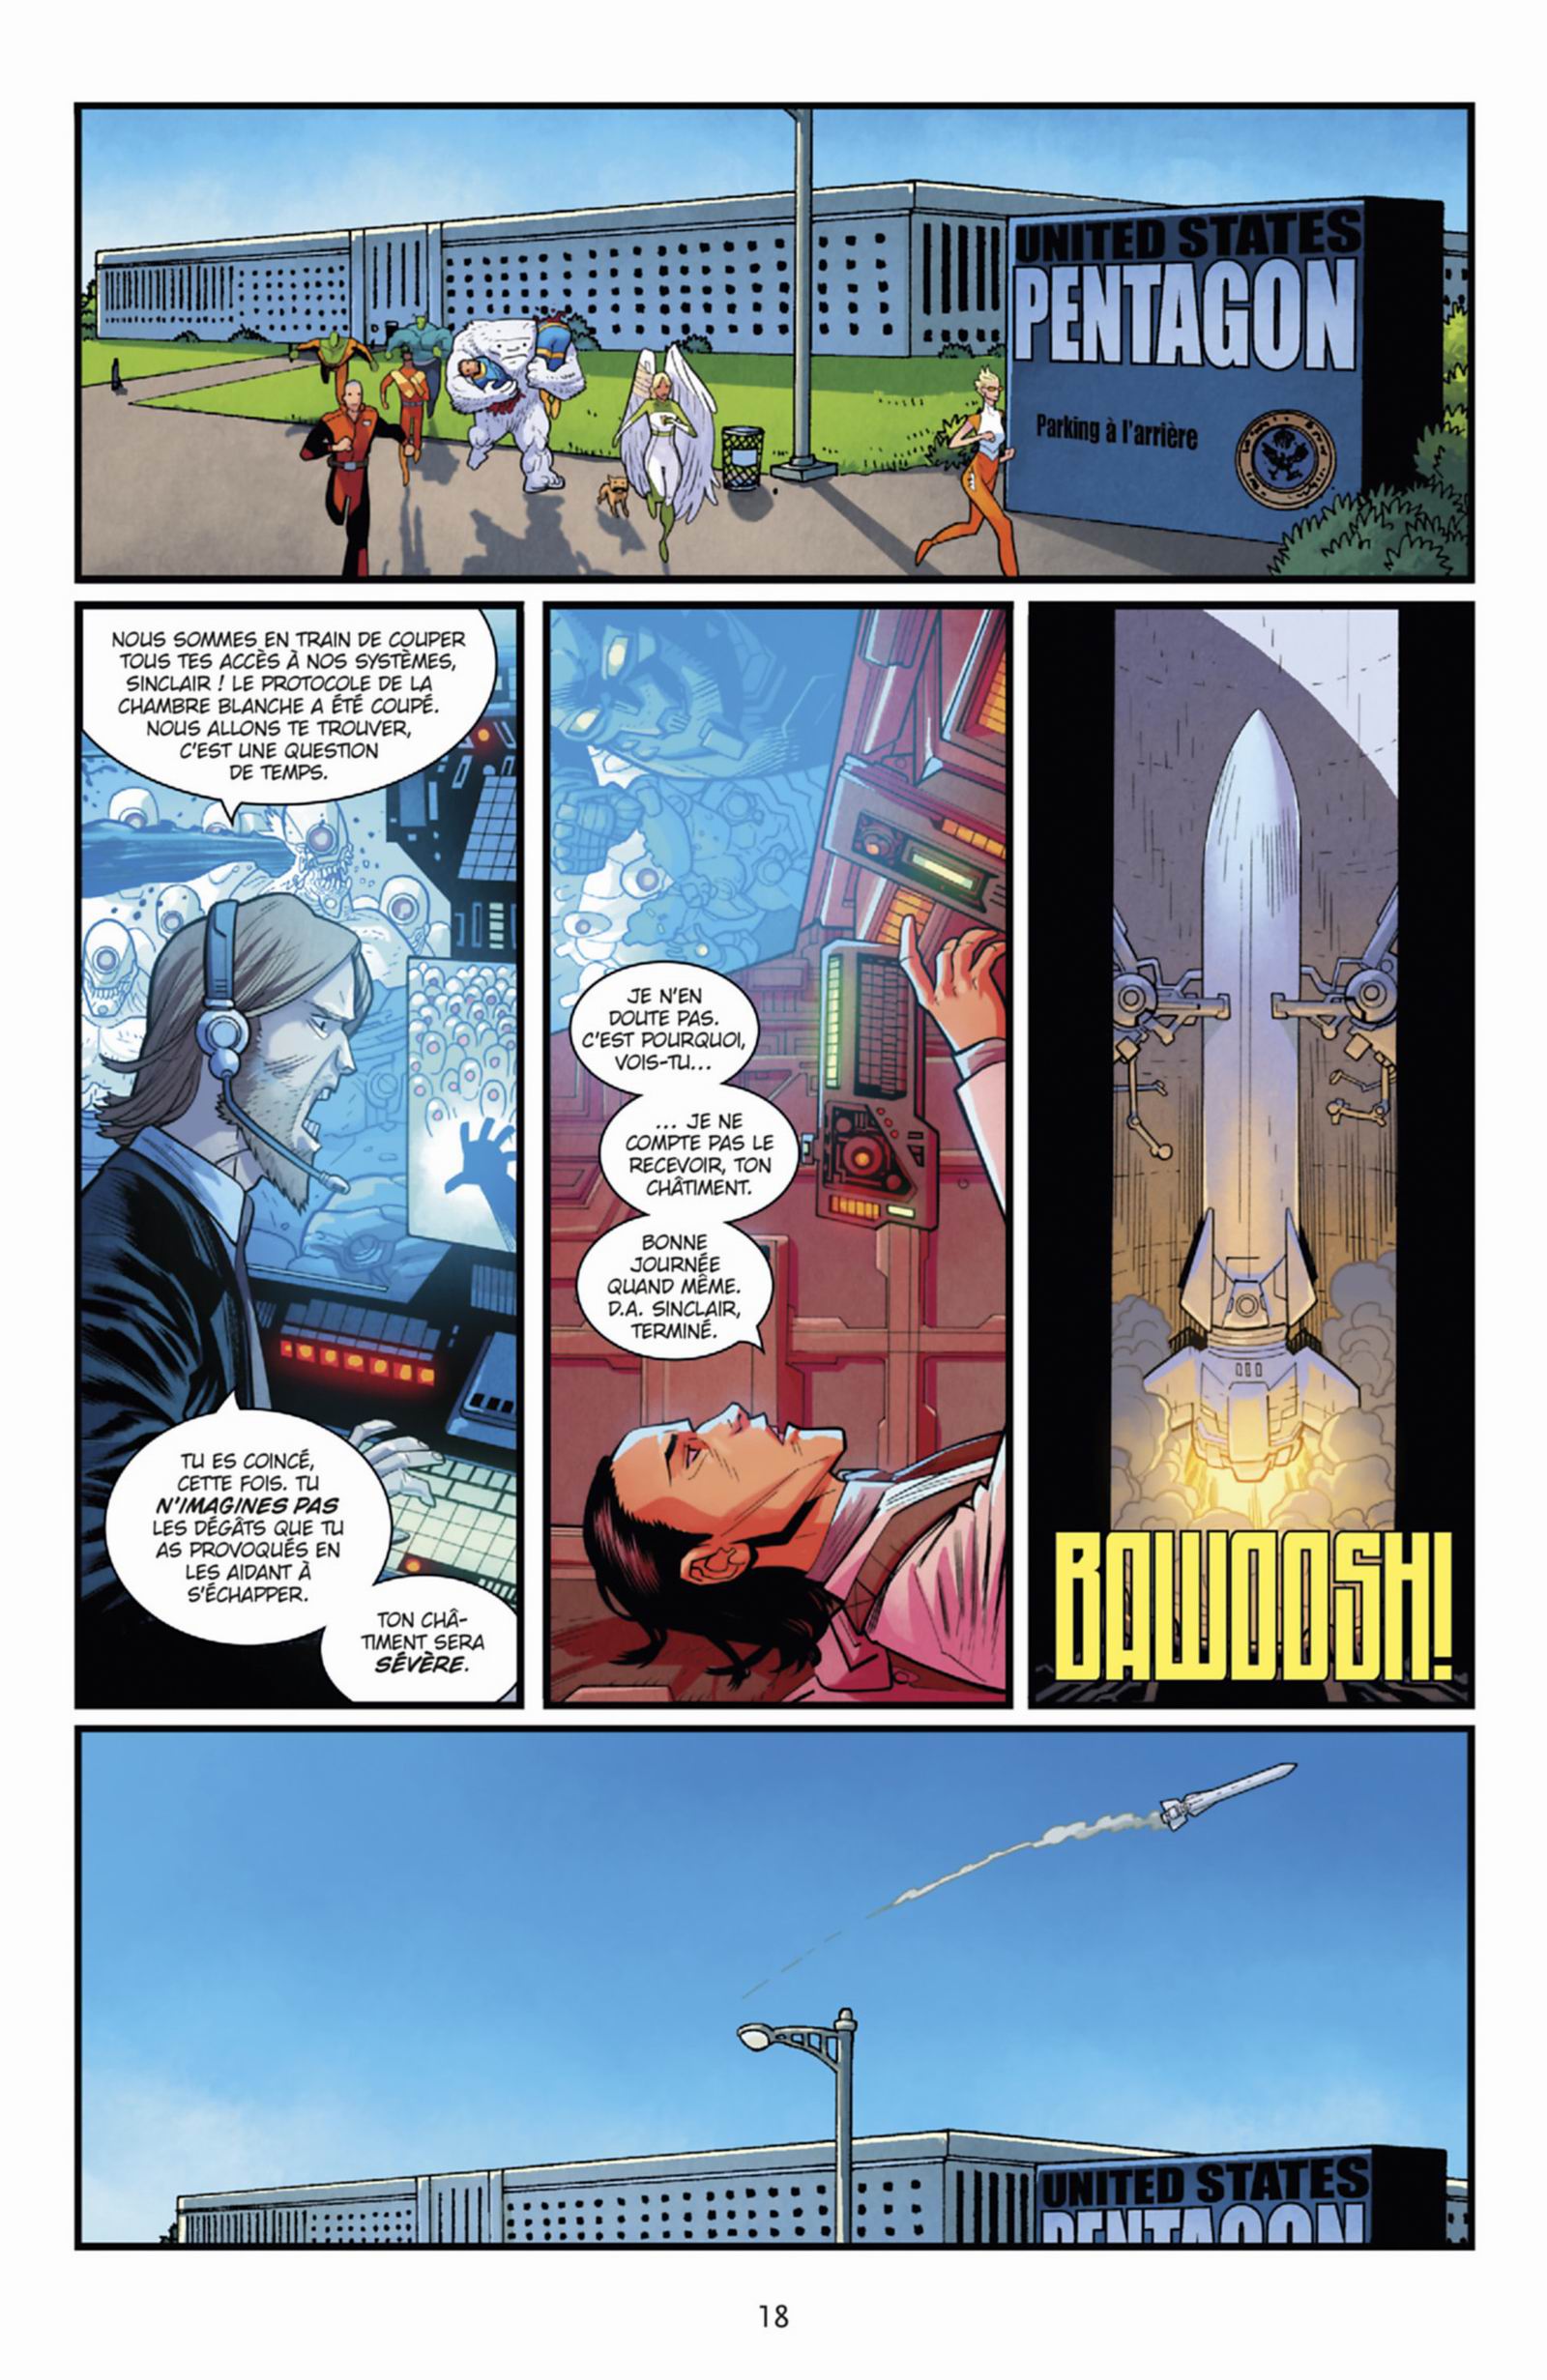 UNITED STATES
PENTAGON
Parking à l'arrière
NOUS SOMMES EN TRAIN DE COUPER
TOUS TES ACCÈS À NOS SYSTÈMES,
SINCLAIR ! LE PROTOCOLE DE LA
CHAMBRE BLANCHE A ÉTÉ COUPÉ.
NOUS ALLONS TE TROUVER,
C'EST UNE QUESTION
DE TEMPS.
TU ES COINCÉ,
CETTE FOIS. TU
N'IMAGINES PAS
LES DÉGÂTS QUE TU
AS PROVOQUÉS EN
LES AIDANT À
S'ÉCHAPPER.
TON CHÂ-
TIMENT SERA
SÉVÈRE.
JE N'EN
DOUTE PAS.
C'EST POURQUOI,
VOIS-TU...
... JE NE
COMPTE PAS LE
RECEVOIR, TON
CHÂTIMENT.
BONNE
JOURNÉE
QUAND MÊME.
D.A. SINCLAIR,
TERMINÉ.
BAWOOSH!
UNITED STATES
PENTAGON
18